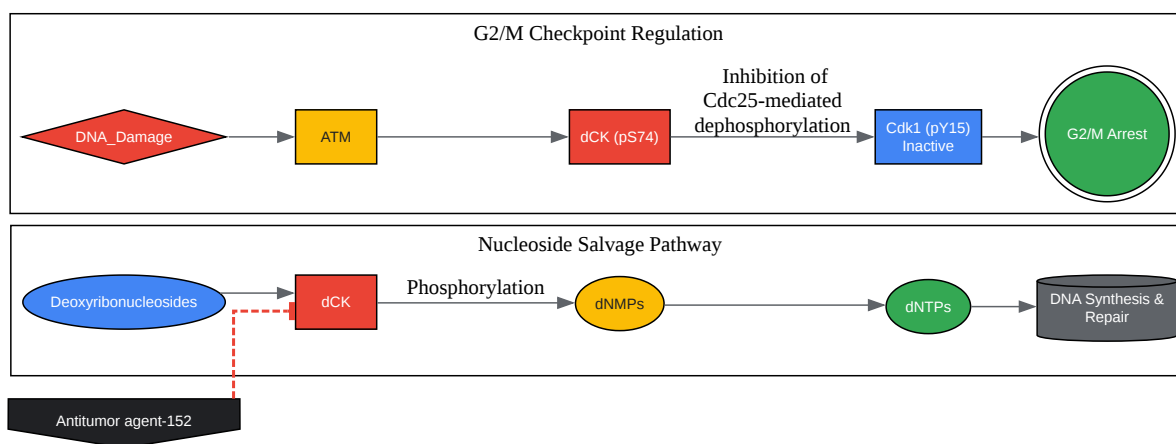 G2/M Checkpoint Regulation
Inhibition of
Cdc25-mediated
dephosphorylation
DNA_Damage
ATM
dCK (pS74)
Cdk1 (pY15)
Inactive
G2/M Arrest
Nucleoside Salvage Pathway
Deoxyribonucleosides
dCK
Phosphorylation
dNMPs
dNTPs
DNA Synthesis &
Repair
Antitumor agent-152